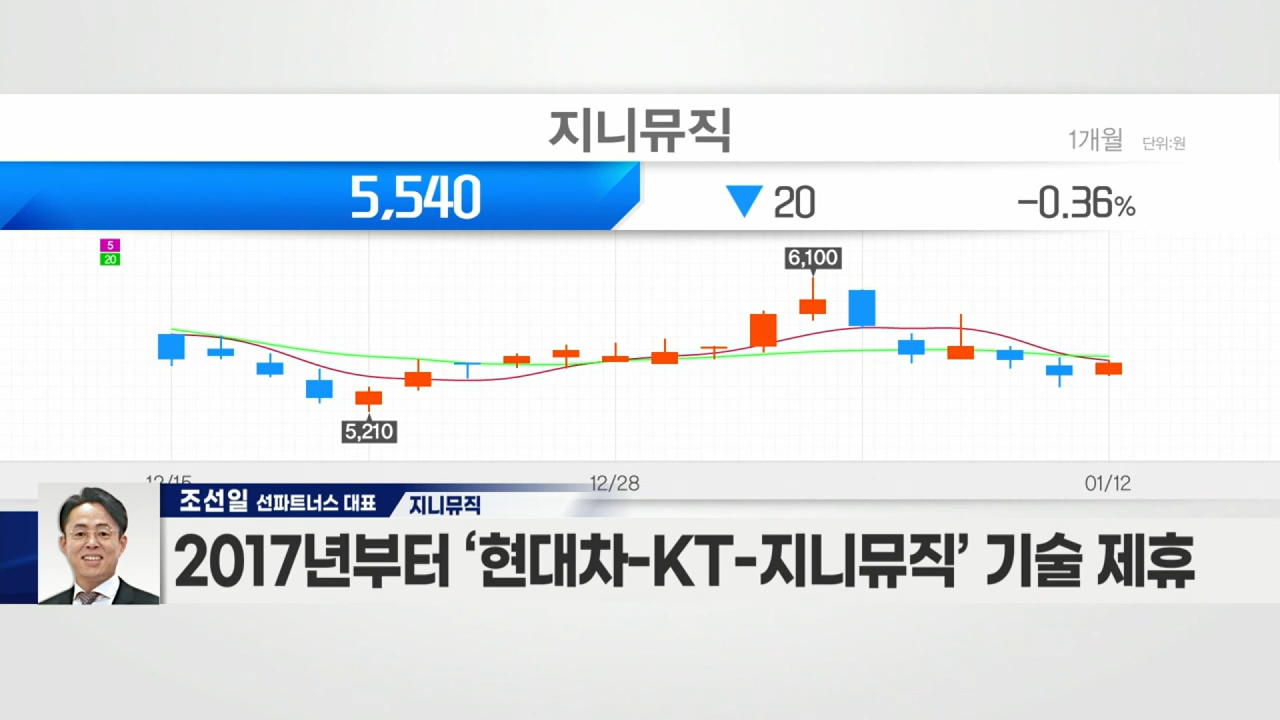 지니뮤직
1개월 단위:원
5,540 ▼20 -0.36%
5
20
6,100
5,210
12/15 12/28 01/12
조선일 선파트너스 대표 지니뮤직
2017년부터 ‘현대차-KT-지니뮤직’ 기술 제휴